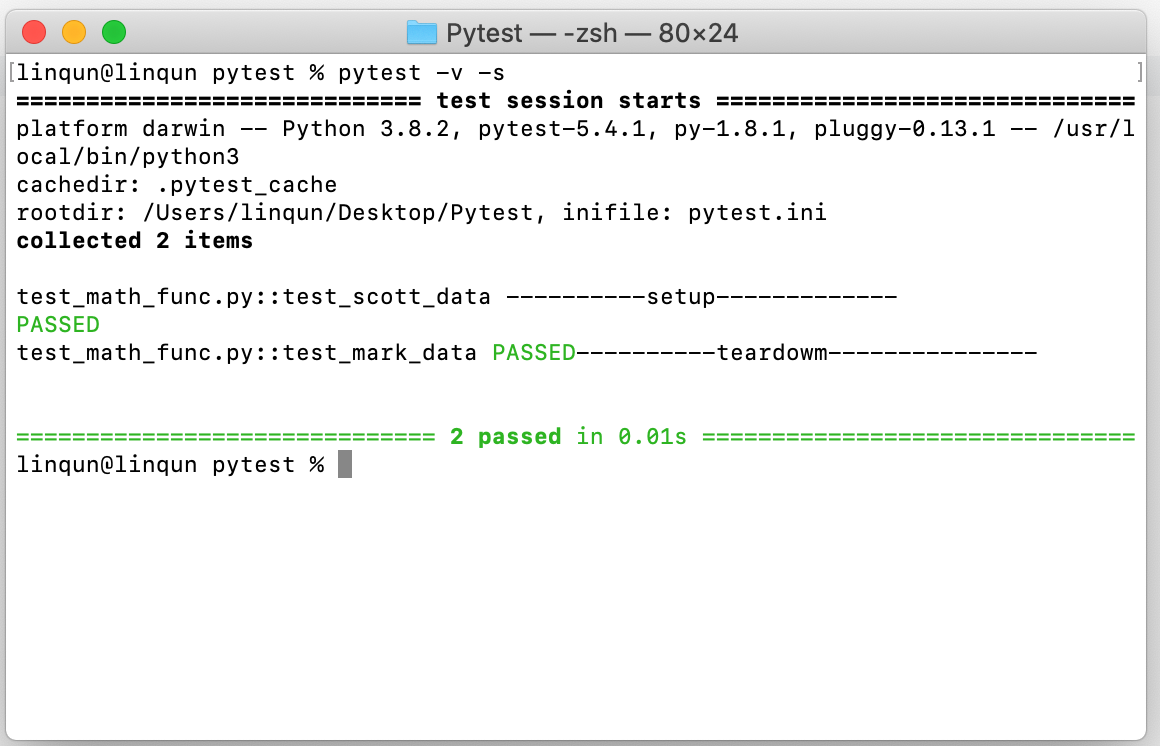 Pytest — -zsh — 80×24
[linqun@linqun pytest % pytest -v -s ]
============================= test session starts ==============================
platform darwin -- Python 3.8.2, pytest-5.4.1, py-1.8.1, pluggy-0.13.1 -- /usr/l
ocal/bin/python3
cachedir: .pytest_cache
rootdir: /Users/linqun/Desktop/Pytest, inifile: pytest.ini
collected 2 items
test_math_func.py::test_scott_data ----------setup-------------
PASSED
test_math_func.py::test_mark_data PASSED----------teardowm---------------
============================== 2 passed in 0.01s ===============================
linqun@linqun pytest %